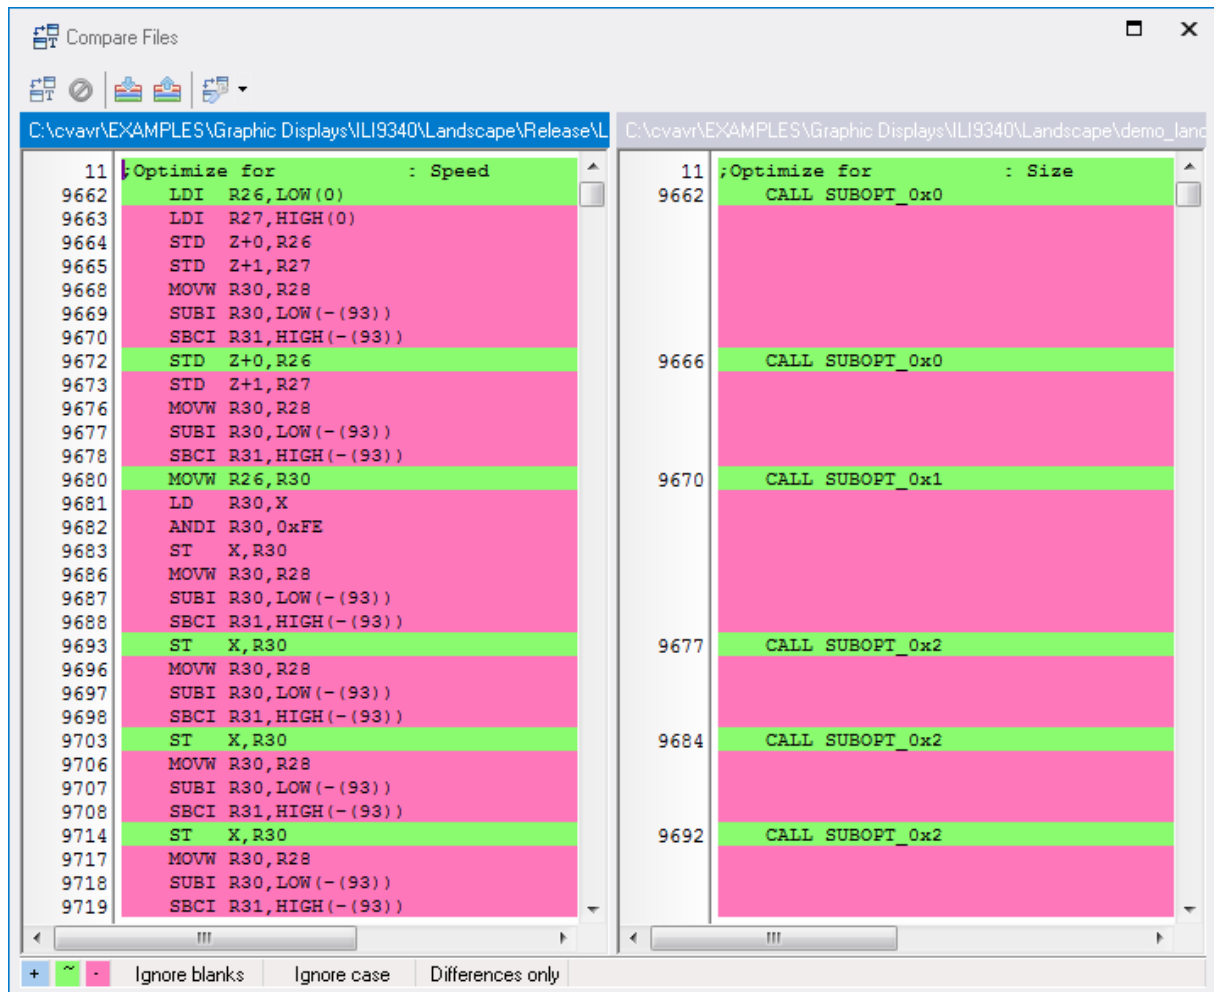 Compare Files
C:\cvavr\EXAMPLES\Graphic Displays\ILI9340\Landscape\Release\L
11 ;Optimize for : Speed
9662 LDI R26,LOW(0)
9663 LDI R27,HIGH(0)
9664 STD Z+0,R26
9665 STD Z+1,R27
9668 MOVW R30,R28
9669 SUBI R30,LOW(-(93))
9670 SBCI R31,HIGH(-(93))
9672 STD Z+0,R26
9673 STD Z+1,R27
9676 MOVW R30,R28
9677 SUBI R30,LOW(-(93))
9678 SBCI R31,HIGH(-(93))
9680 MOVW R26,R30
9681 LD R30,X
9682 ANDI R30,0xFE
9683 ST X,R30
9686 MOVW R30,R28
9687 SUBI R30,LOW(-(93))
9688 SBCI R31,HIGH(-(93))
9693 ST X,R30
9696 MOVW R30,R28
9697 SUBI R30,LOW(-(93))
9698 SBCI R31,HIGH(-(93))
9703 ST X,R30
9706 MOVW R30,R28
9707 SUBI R30,LOW(-(93))
9708 SBCI R31,HIGH(-(93))
9714 ST X,R30
9717 MOVW R30,R28
9718 SUBI R30,LOW(-(93))
9719 SBCI R31,HIGH(-(93))
C:\cvavr\EXAMPLES\Graphic Displays\ILI9340\Landscape\demo_land
11 ;Optimize for : Size
9662 CALL SUBOPT_0x0
9666 CALL SUBOPT_0x0
9670 CALL SUBOPT_0x1
9677 CALL SUBOPT_0x2
9684 CALL SUBOPT_0x2
9692 CALL SUBOPT_0x2
+ ~ - Ignore blanks Ignore case Differences only